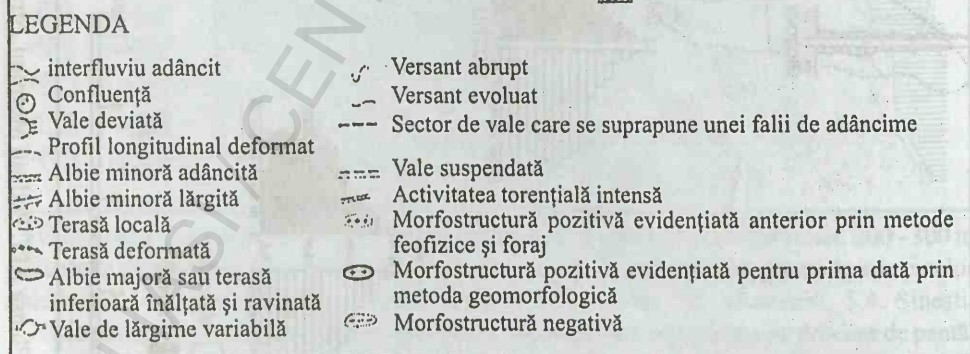 LEGENDA
interfluviu adâncit
Confluență
Vale deviată
Profil longitudinal deformat
Albie minoră adâncită
Albie minoră lărgită
Terasă locală
Terasă deformată
Albie majoră sau terasă
inferioară înălțată și ravinată
Vale de lărgime variabilă
Versant abrupt
Versant evoluat
Sector de vale care se suprapune unei falii de adâncime
Vale suspendată
Activitatea torențială intensă
Morfostructură pozitivă evidențiată anterior prin metode
feofizice și foraj
Morfostructură pozitivă evidențiată pentru prima dată prin
metoda geomorfologică
Morfostructură negativă